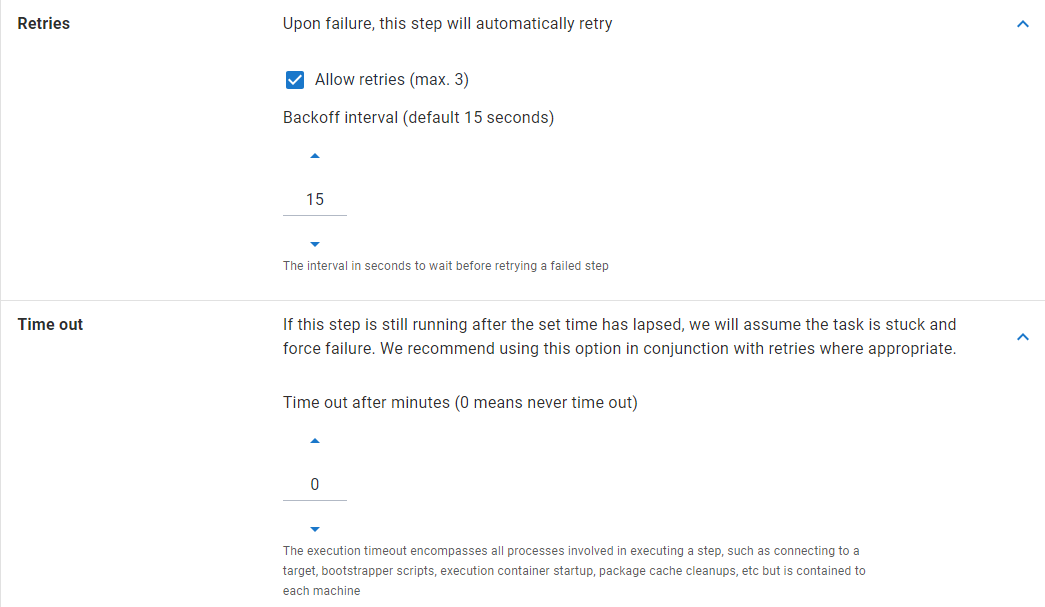 Retries
Upon failure, this step will automatically retry
Allow retries (max. 3)
Backoff interval (default 15 seconds)
15
The interval in seconds to wait before retrying a failed step
Time out
If this step is still running after the set time has lapsed, we will assume the task is stuck and
force failure. We recommend using this option in conjunction with retries where appropriate.
Time out after minutes (0 means never time out)
0
The execution timeout encompasses all processes involved in executing a step, such as connecting to a
target, bootstrapper scripts, execution container startup, package cache cleanups, etc but is contained to
each machine